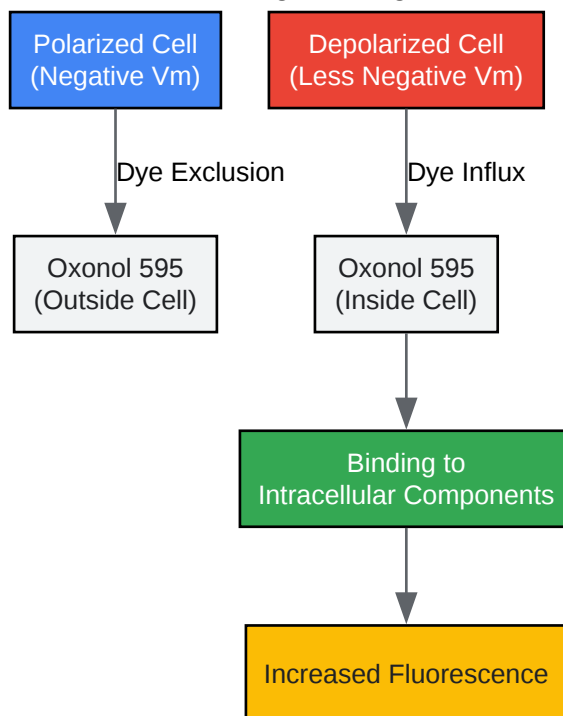 Polarized Cell
(Negative Vm)
Depolarized Cell
(Less Negative Vm)
Dye Exclusion
Dye Influx
Oxonol 595
(Outside Cell)
Oxonol 595
(Inside Cell)
Binding to
Intracellular Components
Increased Fluorescence